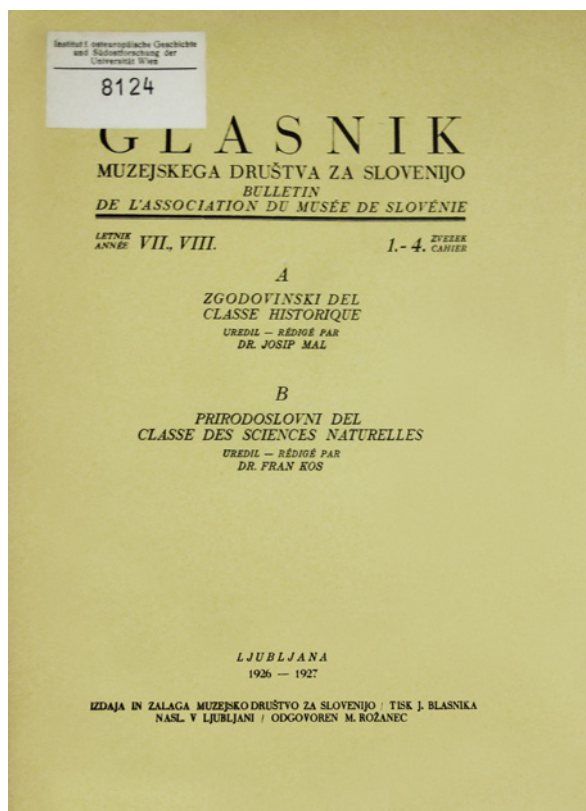 Institut f. osteuropäische Geschichte
und Südostforschung der
Universität Wien
8124
GLASNIK
MUZEJSKEGA DRUŠTVA ZA SLOVENIJO
BULLETIN
DE L'ASSOCIATION DU MUSÉE DE SLOVÉNIE
LETNIK
ANNÉE VII., VIII. 1.-4. ZVEZEK
CAHIER
A
ZGODOVINSKI DEL
CLASSE HISTORIQUE
UREDIL — RÉDIGÉ PAR
DR. JOSIP MAL
B
PRIRODOSLOVNI DEL
CLASSE DES SCIENCES NATURELLES
UREDIL — RÉDIGÉ PAR
DR. FRAN KOS
LJUBLJANA
1926 — 1927
IZDAJA IN ZALAGA MUZEJSKO DRUŠTVO ZA SLOVENIJO / TISK J. BLASNIKA
NASL. V LJUBLJANI / ODGOVOREN M. ROŽANEC